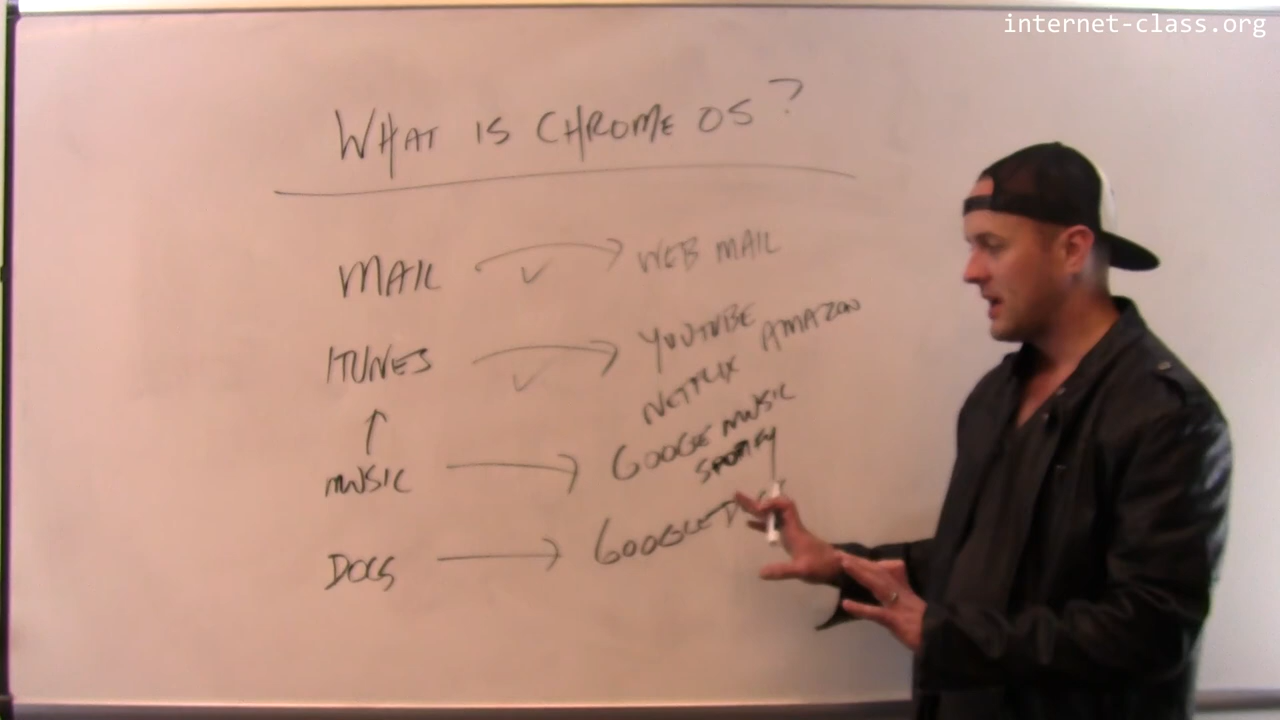 internet-class.org
WHAT IS CHROME OS?
MAIL WEB MAIL
ITUNES YOUTUBE AMAZON
NETFLIX
MUSIC GOOGLE MUSIC
SPOTIFY
DOCS GOOGLE